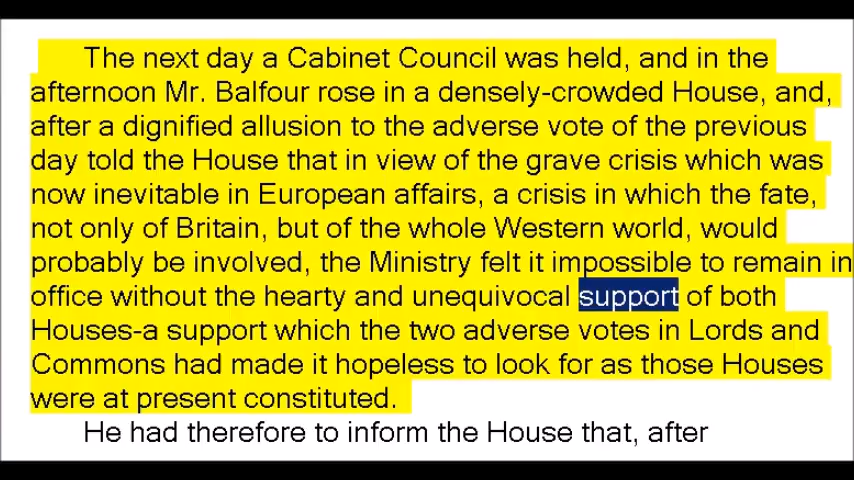 The next day a Cabinet Council was held, and in the
afternoon Mr. Balfour rose in a densely-crowded House, and,
after a dignified allusion to the adverse vote of the previous
day told the House that in view of the grave crisis which was
now inevitable in European affairs, a crisis in which the fate,
not only of Britain, but of the whole Western world, would
probably be involved, the Ministry felt it impossible to remain in
office without the hearty and unequivocal support of both
Houses-a support which the two adverse votes in Lords and
Commons had made it hopeless to look for as those Houses
were at present constituted.
He had therefore to inform the House that, after